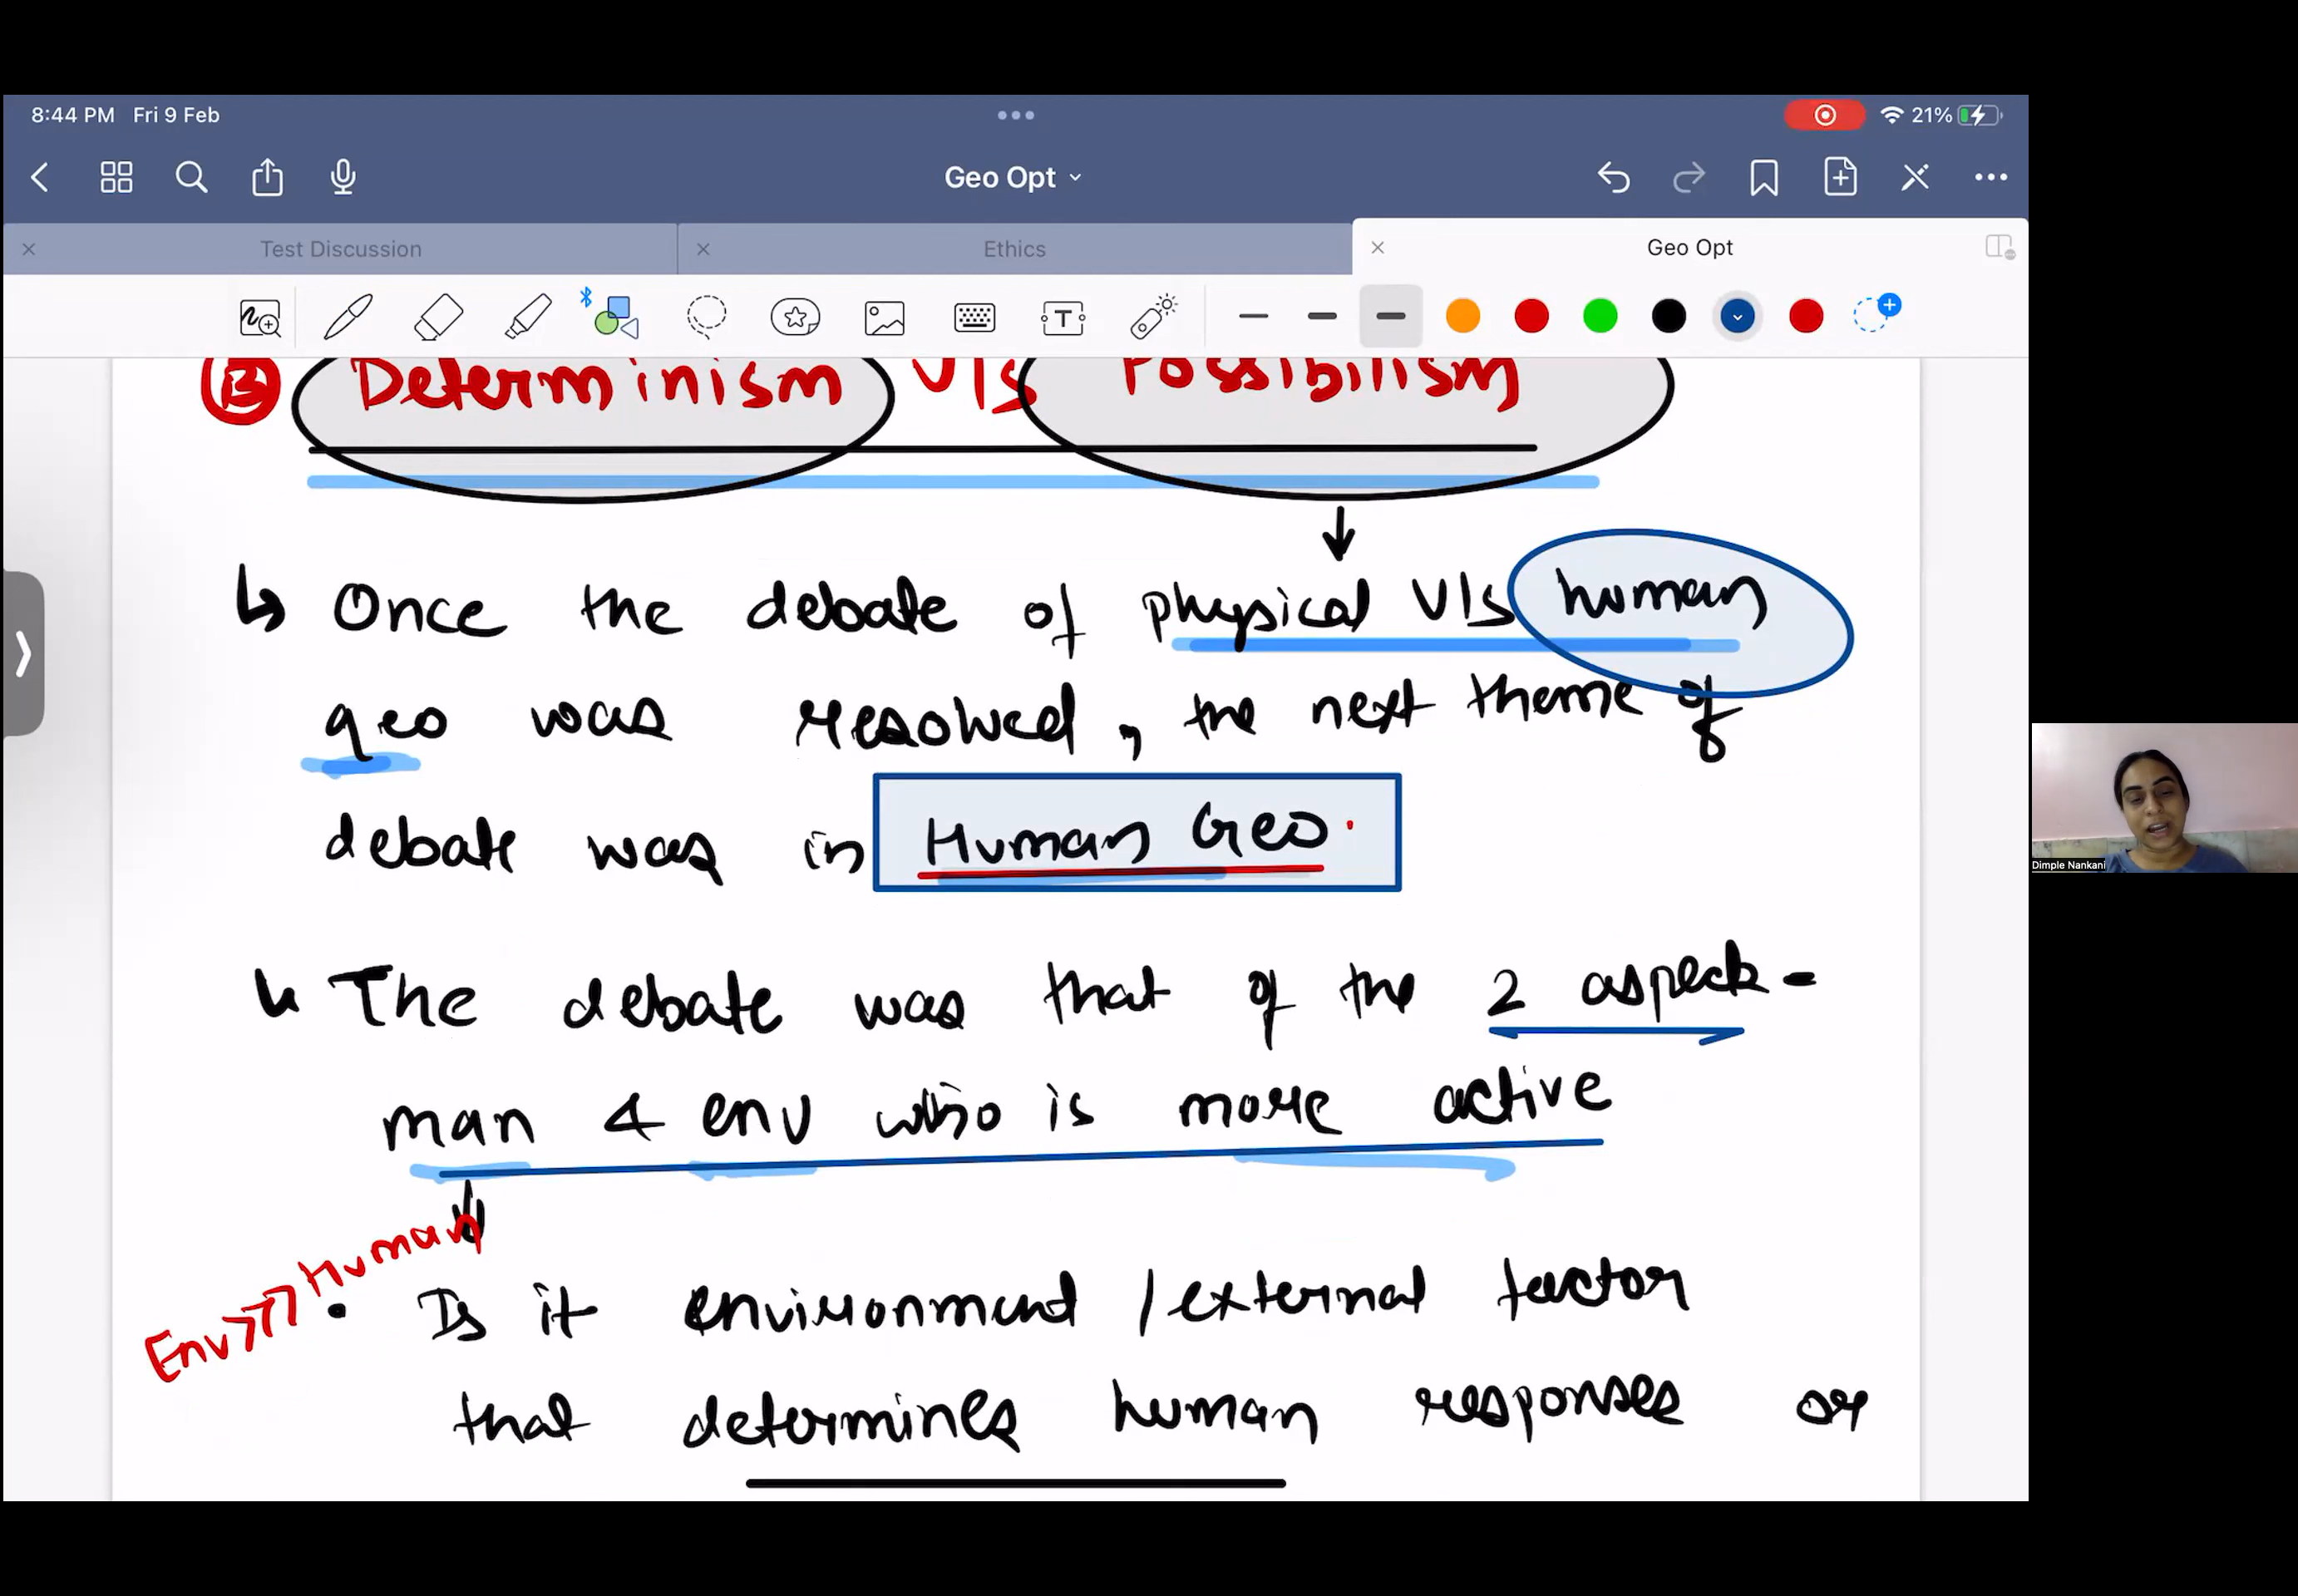 8:44 PM Fri 9 Feb
21%
Geo Opt
Test Discussion
Ethics
Geo Opt
T
3 Determinism V/s Possibilism
Once the debate of physical V/s human
geo was resolved, the next theme of
debate was in Human Geo.
The debate was that of the 2 aspects -
man & env who is more active
Env >>> Human
Is it environment / external factor
that determines human responses or
Dimple Nankani